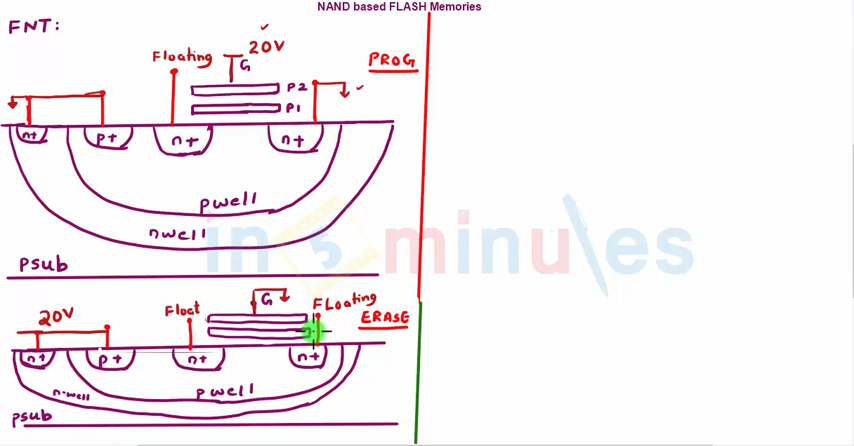 NAND based FLASH Memories
FNT:
20V
Floating
G
PROG
P2
P1
n+
p+
n+
n+
pwell
nwell
in 5 minutes
psub
G
20V
Float
FLoating
ERASE
n+
p+
n+
n+
n-well
pwell
psub